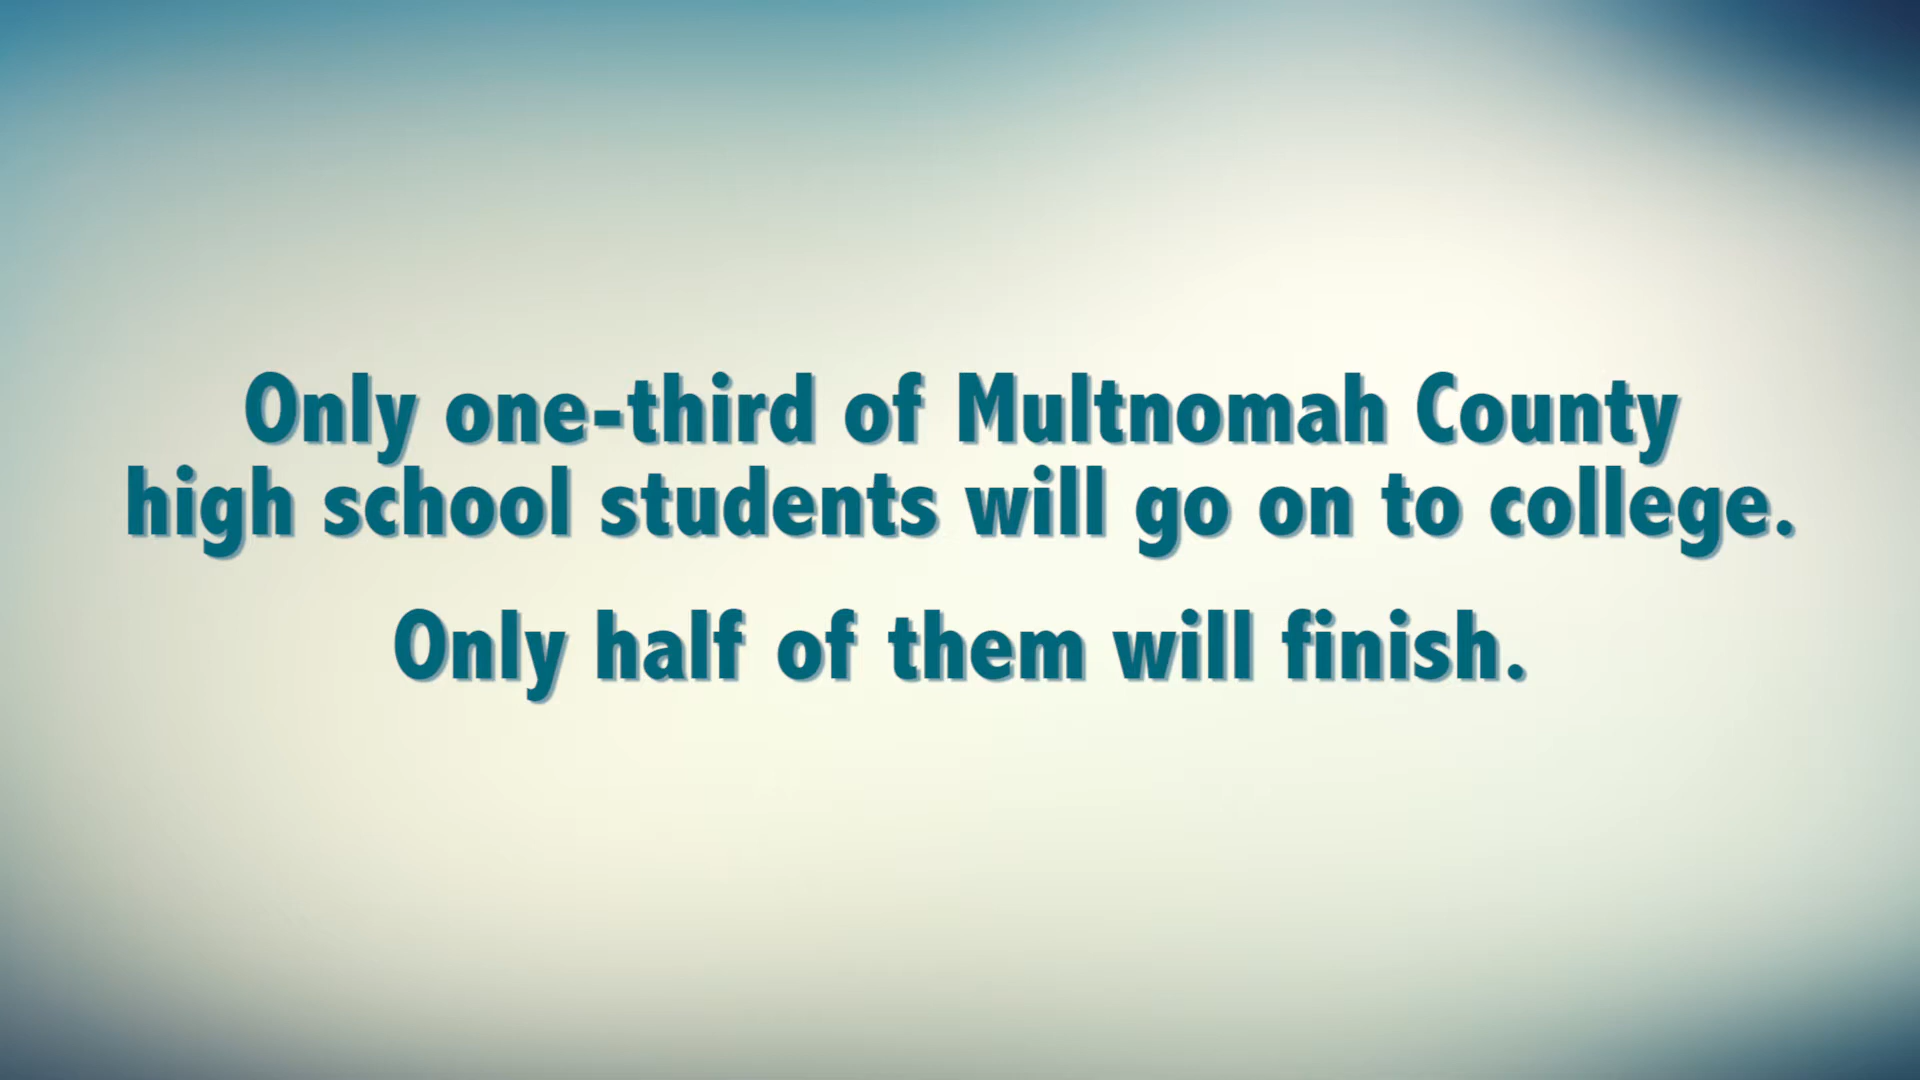 Only one-third of Multnomah County
high school students will go on to college.
Only half of them will finish.